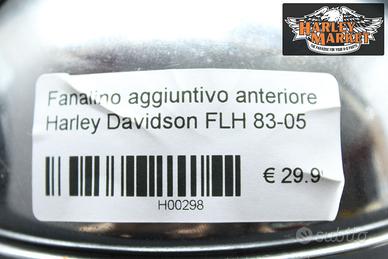 HARLEY
MARKET
Fanalino aggiuntivo anteriore
Harley Davidson FLH 83-05
€ 29.9
H00298
subito